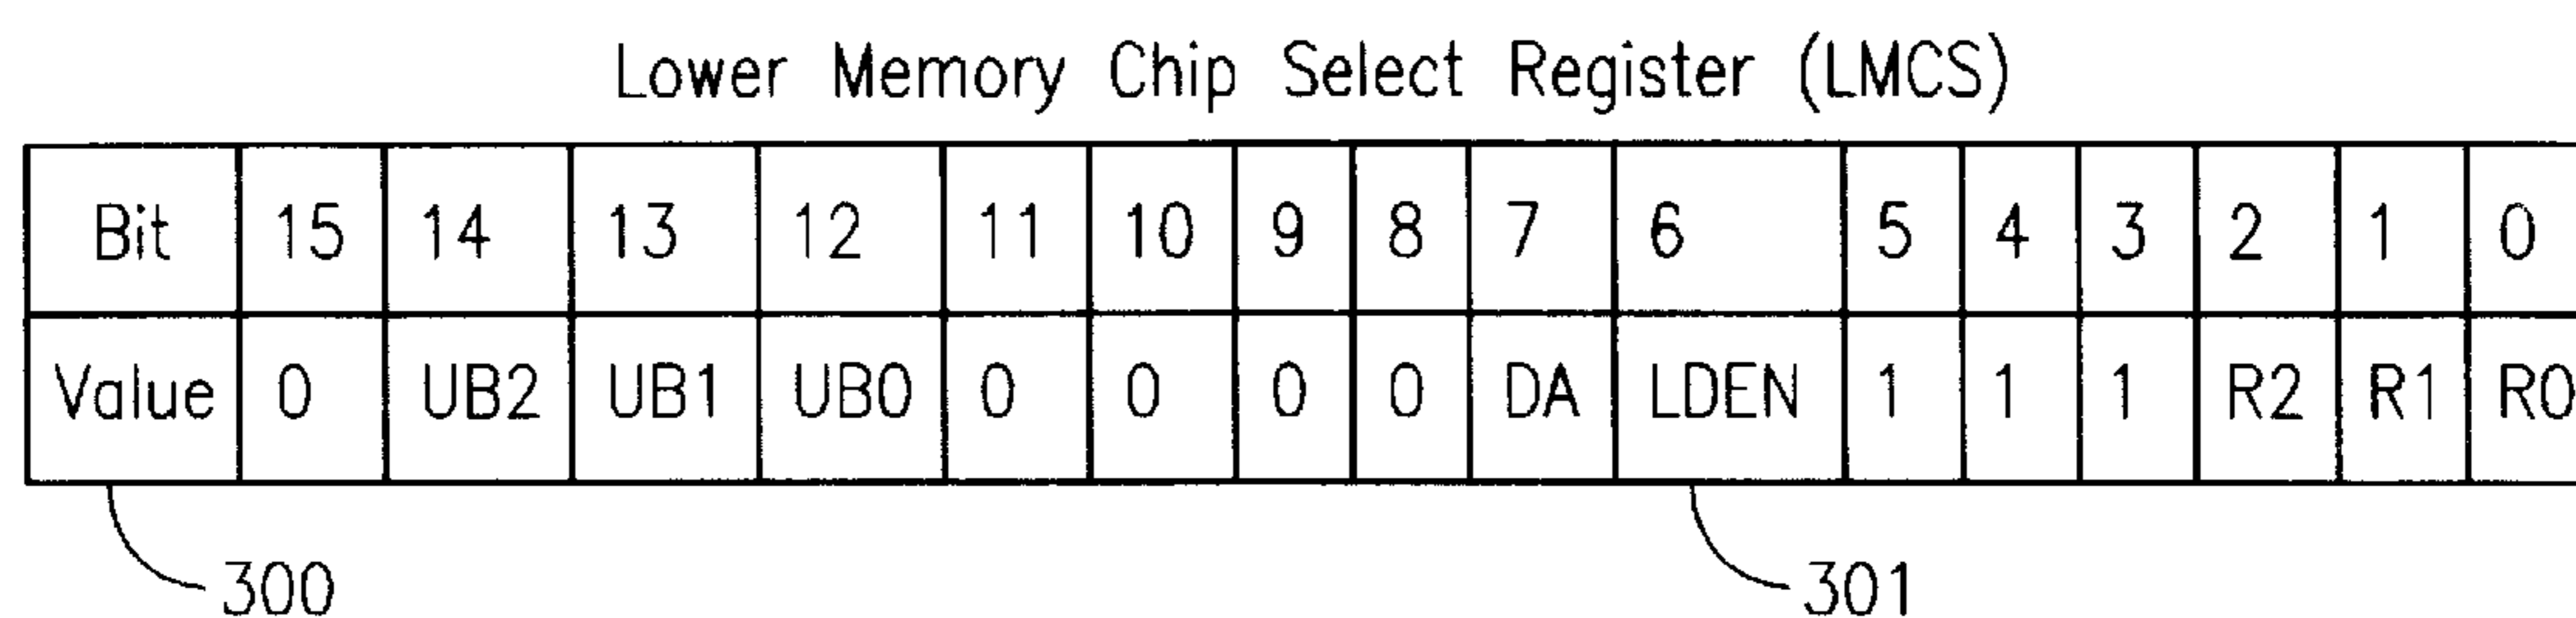 Lower Memory Chip Select Register (LMCS)
Bit 15 14 13 12 11 10 9 8 7 6 5 4 3 2 1 0
Value 0 UB2 UB1 UB0 0 0 0 0 DA LDEN 1 1 1 R2 R1 R0
300 301